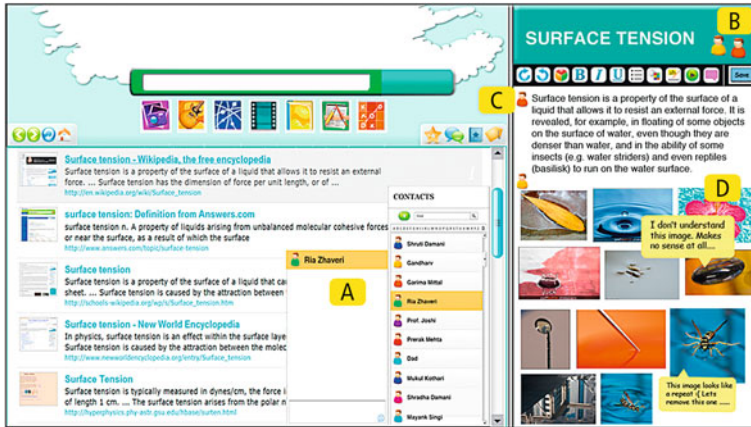 B
SURFACE TENSION
C
B I U
Save
Surface tension is a property of the surface of a
liquid that allows it to resist an external force. It is
revealed, for example, in floating of some objects
on the surface of water, even though they are
denser than water, and in the ability of some
insects (e.g. water striders) and even reptiles
(basilisk) to run on the water surface.
D
I don't understand
this image. Makes
no sense at all....
This image looks like
a repeat :( Lets
remove this one ......
Surface tension - Wikipedia, the free encyclopedia
Surface tension is a property of the surface of a liquid that allows it to resist an external
force. ... Surface tension has the dimension of force per unit length, or of ...
http://en.wikipedia.org/wiki/Surface_tension
surface tension: Definition from Answers.com
surface tension n. A property of liquids arising from unbalanced molecular cohesive forces
or near the surface, as a result of which the surface
http://www.answers.com/topic/surface-tension
Surface tension
Surface tension is a property of the surface of a liquid that
sheet. ... Surface tension is caused by the attraction between
http://schools-wikipedia.org/wp/s/Surface_tension.htm
Surface tension - New World Encyclopedia
In physics, surface tension is an effect within the surface
Surface tension is caused by the attraction between the
http://www.newworldencyclopedia.org/entry/Surface_tension
Surface Tension
Surface tension is typically measured in dynes/cm, the force
of length 1 cm. ... The surface tension arises from the polar
http://hyperphysics.phy-astr.gsu.edu/hbase/surten.html
Ria Zhaveri
A
CONTACTS
Shruti Damani
Gandharv
Garima Mittal
Ria Zhaveri
Prof. Joshi
Prerak Mehta
Dad
Mukul Kothari
Shradha Damani
Mayank Singi